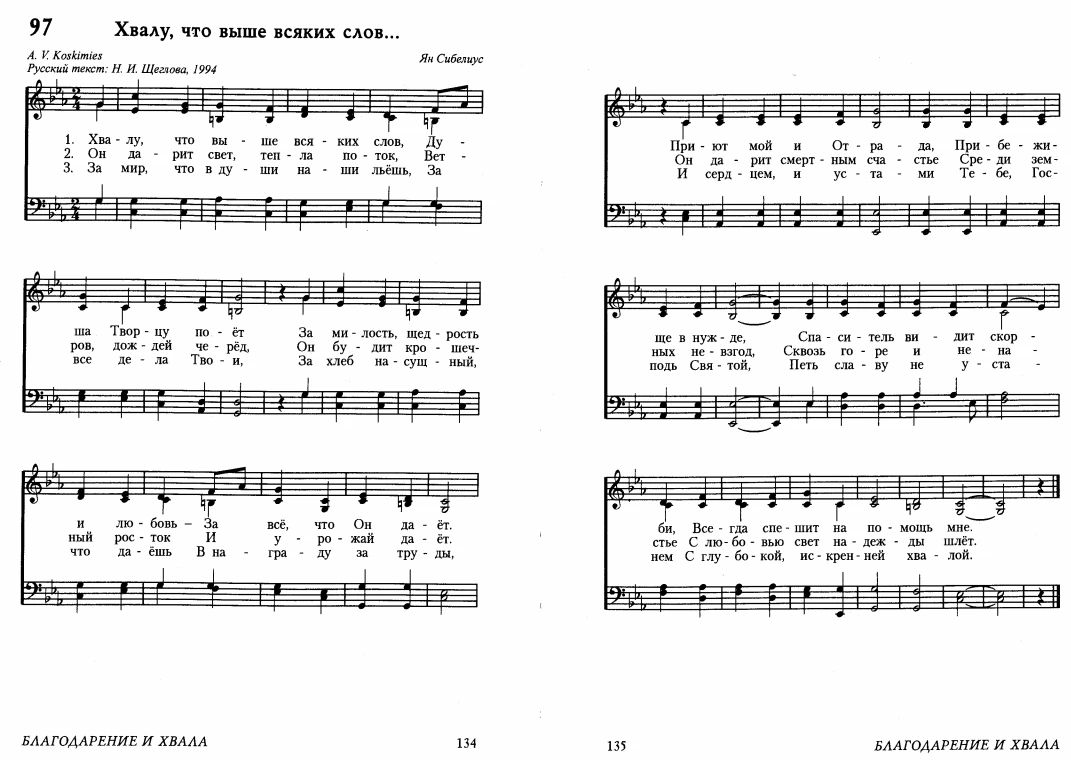 97
Хвалу, что выше всяких слов...
A. V. Koskimies
Ян Сибелиус
Русский текст: Н. И. Щеглова, 1994
1. Хва - лу, что вы - ше вся - ких слов, Ду -
2. Он да - рит свет, теп - ла по - ток, Вет -
3. За мир, что в ду - ши на - ши льёшь, За
ша Твор - цу по - ёт За ми - лость, щед - рость
ров, дож - дей че - рёд, Он бу - дит кро - шеч-
все де - ла Тво - и, За хлеб на - сущ - ный,
и лю - бовь – За всё, что Он да - ёт.
ный рос - ток И у - ро - жай да - ёт.
что да - ёшь В на - гра - ду за тру - ды,
БЛАГОДАРЕНИЕ И ХВАЛА
134
При - ют мой и От - ра - да, При - бе - жи-
Он да - рит смерт - ным сча - стье Сре - ди зем-
И серд - цем, и ус - та - ми Те - бе, Гос-
ще в нуж - де, Спа - си - тель ви - дит скор -
ных не - взгод, Сквозь го - ре и не - на -
подь Свя - той, Петь сла - ву не у - ста -
би, Все - гда спе - шит на по - мощь мне.
стье С лю - бо - вью свет на - деж - ды шлёт.
нем С глу - бо - кой, ис - крен - ней хва - лой.
135
БЛАГОДАРЕНИЕ И ХВАЛА